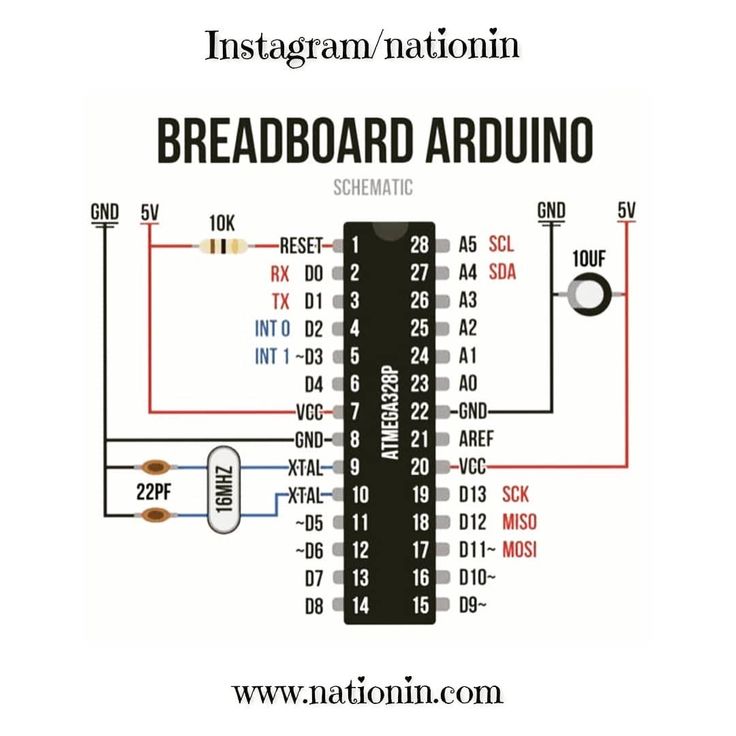 Instagram/nationin
BREADBOARD ARDUINO
SCHEMATIC
GND 5V 10K GND 5V
10UF
RESET 1 28 A5 SCL
RX D0 2 27 A4 SDA
TX D1 3 26 A3
INT 0 D2 4 25 A2
INT 1 ~D3 5 24 A1
D4 6 23 A0
VCC 7 22 GND
GND 8 21 AREF
XTAL 9 20 VCC
XTAL 10 19 D13 SCK
~D5 11 18 D12 MISO
~D6 12 17 D11~ MOSI
D7 13 16 D10~
D8 14 15 D9~
22PF
16MHZ
ATMEGA328P
www.nationin.com